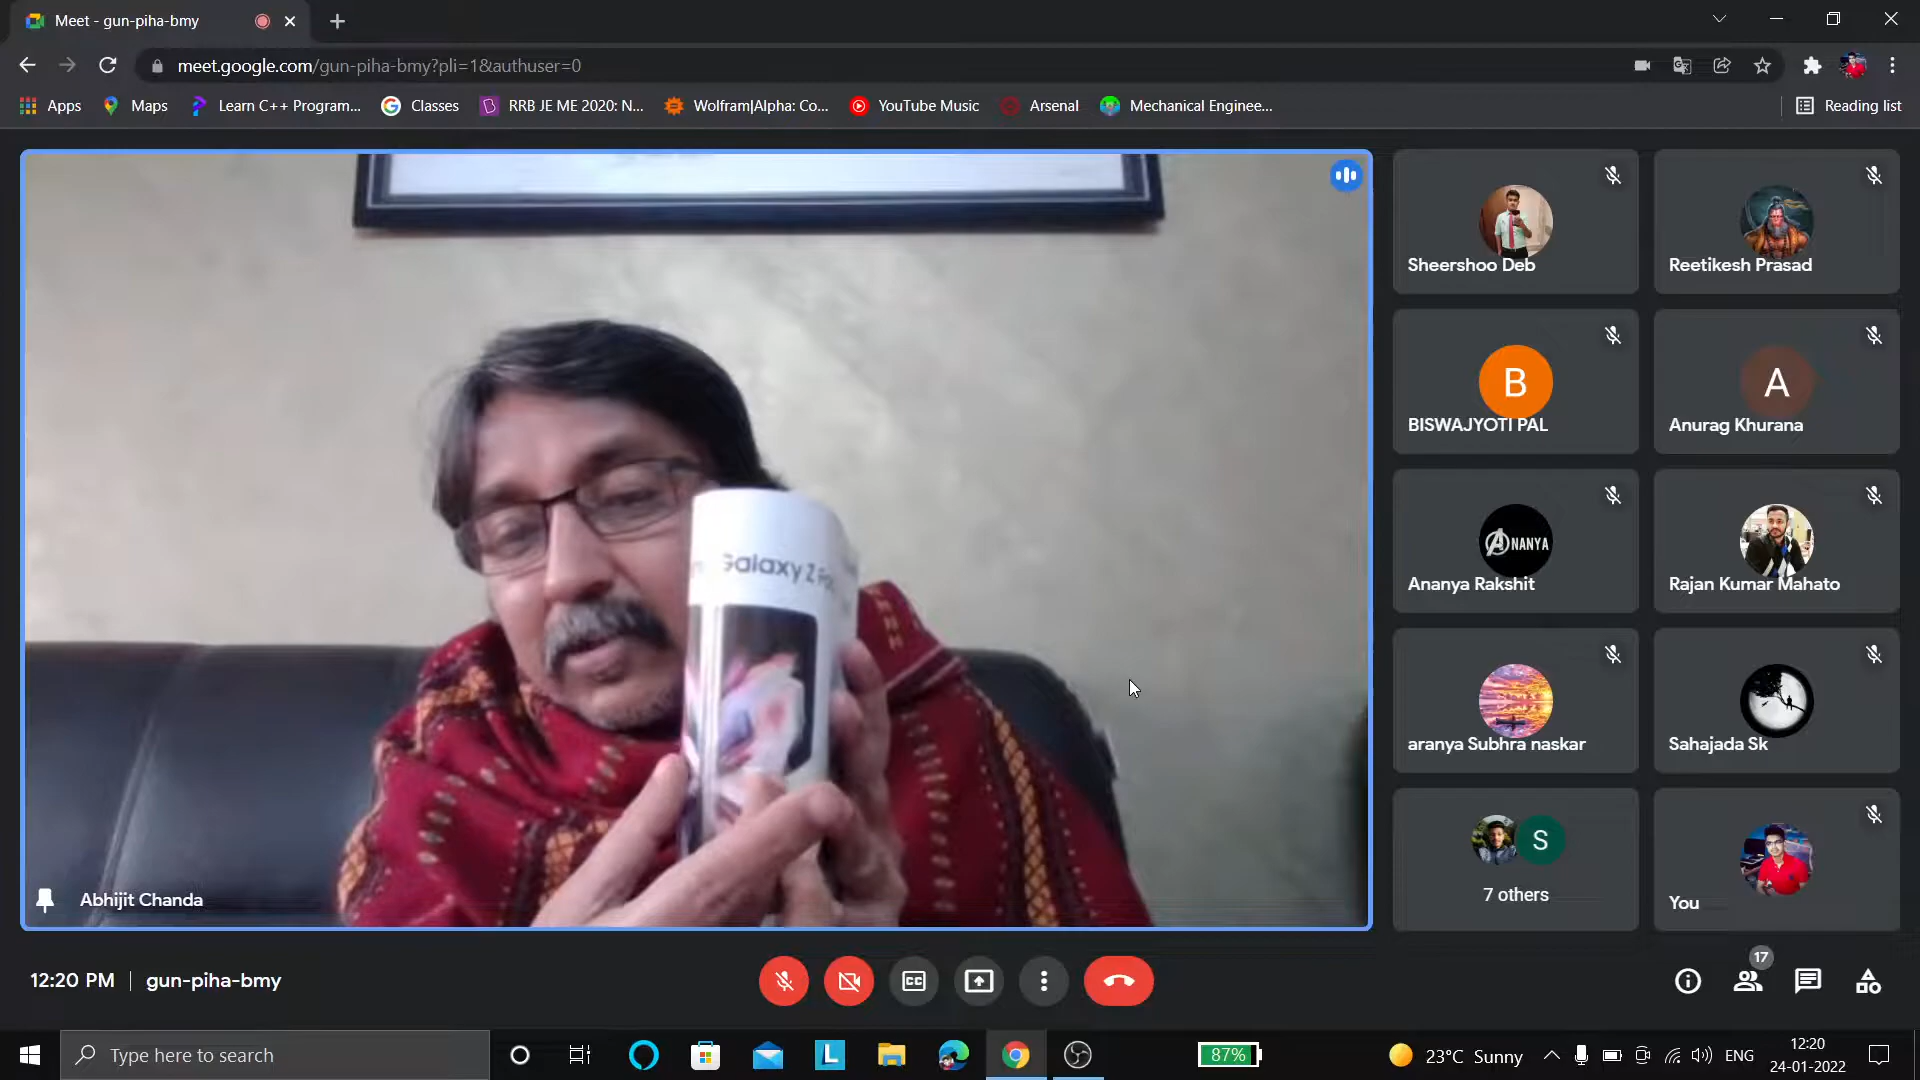 Meet - gun-piha-bmy
meet.google.com/gun-piha-bmy?pli=1&authuser=0
Apps
Maps
Learn C++ Program...
Classes
RRB JE ME 2020: N...
Wolfram|Alpha: Co...
YouTube Music
Arsenal
Mechanical Enginee...
Reading list
Galaxy Z
Abhijit Chanda
Sheershoo Deb
Reetikesh Prasad
B
BISWAJYOTI PAL
A
Anurag Khurana
ANANYA
Ananya Rakshit
Rajan Kumar Mahato
aranya Subhra naskar
Sahajada Sk
S
7 others
You
12:20 PM
gun-piha-bmy
CC
17
Type here to search
L
87%
23°C Sunny
ENG
12:20
24-01-2022